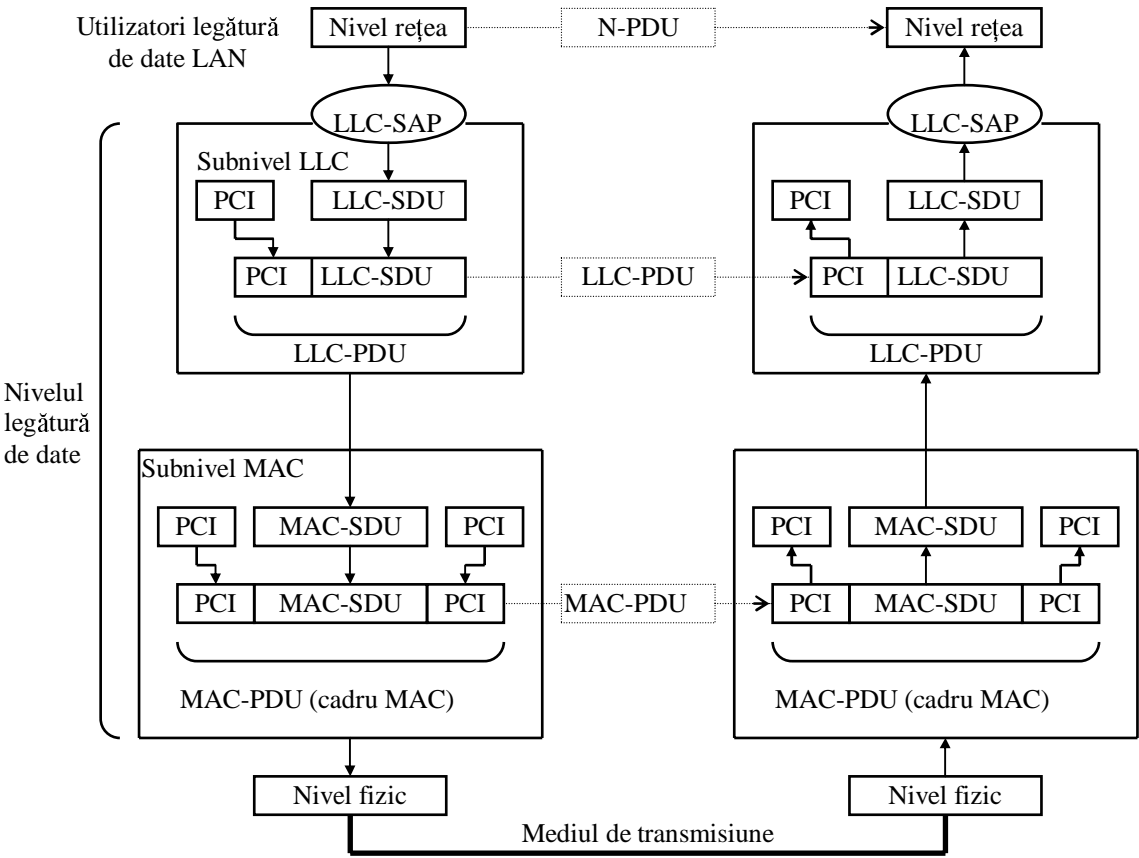 Utilizatori legătură
de date LAN
Nivel rețea
N-PDU
Nivel rețea
LLC-SAP
LLC-SAP
Subnivel LLC
PCI
LLC-SDU
PCI
LLC-SDU
PCI
LLC-SDU
LLC-PDU
PCI
LLC-SDU
LLC-PDU
LLC-PDU
Nivelul
legătură
de date
Subnivel MAC
PCI
MAC-SDU
PCI
PCI
MAC-SDU
PCI
PCI
MAC-SDU
PCI
MAC-PDU
PCI
MAC-SDU
PCI
MAC-PDU (cadru MAC)
MAC-PDU (cadru MAC)
Nivel fizic
Nivel fizic
Mediul de transmisiune